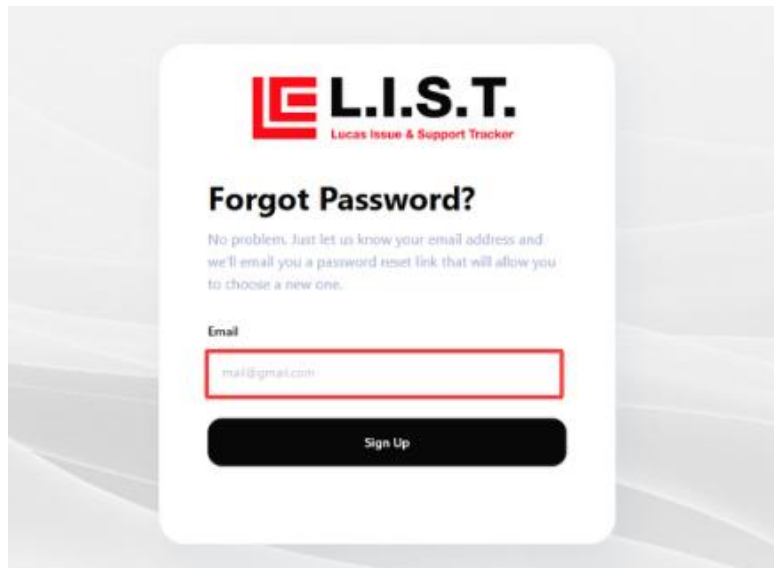 L.I.S.T.
Lucas Issue & Support Tracker
Forgot Password?
No problem. Just let us know your email address and
we'll email you a password reset link that will allow you
to choose a new one.
Email
mail@gmail.com
Sign Up